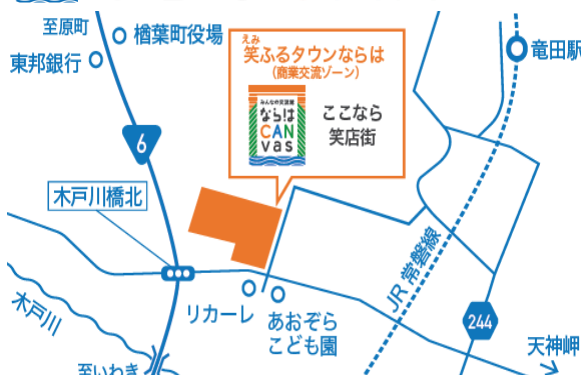 至原町
楢葉町役場
東邦銀行
えみ
笑ふるタウンならは
(商業交流ゾーン)
みんなの交流館
ならは
CAN
vas
ここなら
笑店街
竜田駅
6
木戸川橋北
JR 常磐線
リカーレ
あおぞら
こども園
木戸川
244
天神岬
至いわき